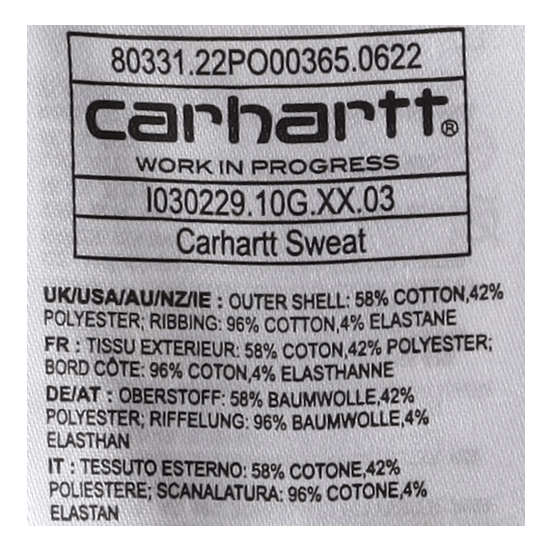 80331.22PO00365.0622
carhartt®
WORK IN PROGRESS
I030229.10G.XX.03
Carhartt Sweat
UK/USA/AU/NZ/IE : OUTER SHELL: 58% COTTON,42%
POLYESTER; RIBBING: 96% COTTON,4% ELASTANE
FR : TISSU EXTERIEUR: 58% COTON,42% POLYESTER;
BORD CÔTE: 96% COTON,4% ELASTHANNE
DE/AT : OBERSTOFF: 58% BAUMWOLLE,42%
POLYESTER; RIFFELUNG: 96% BAUMWOLLE,4%
ELASTHAN
IT : TESSUTO ESTERNO: 58% COTONE,42%
POLIESTERE; SCANALATURA: 96% COTONE,4%
ELASTAN